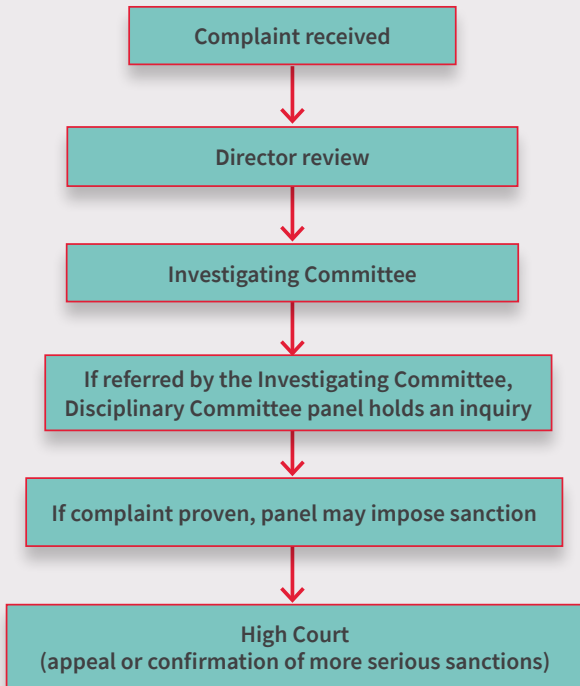 Complaint received
Director review
Investigating Committee
If referred by the Investigating Committee,
Disciplinary Committee panel holds an inquiry
If complaint proven, panel may impose sanction
High Court
(appeal or confirmation of more serious sanctions)